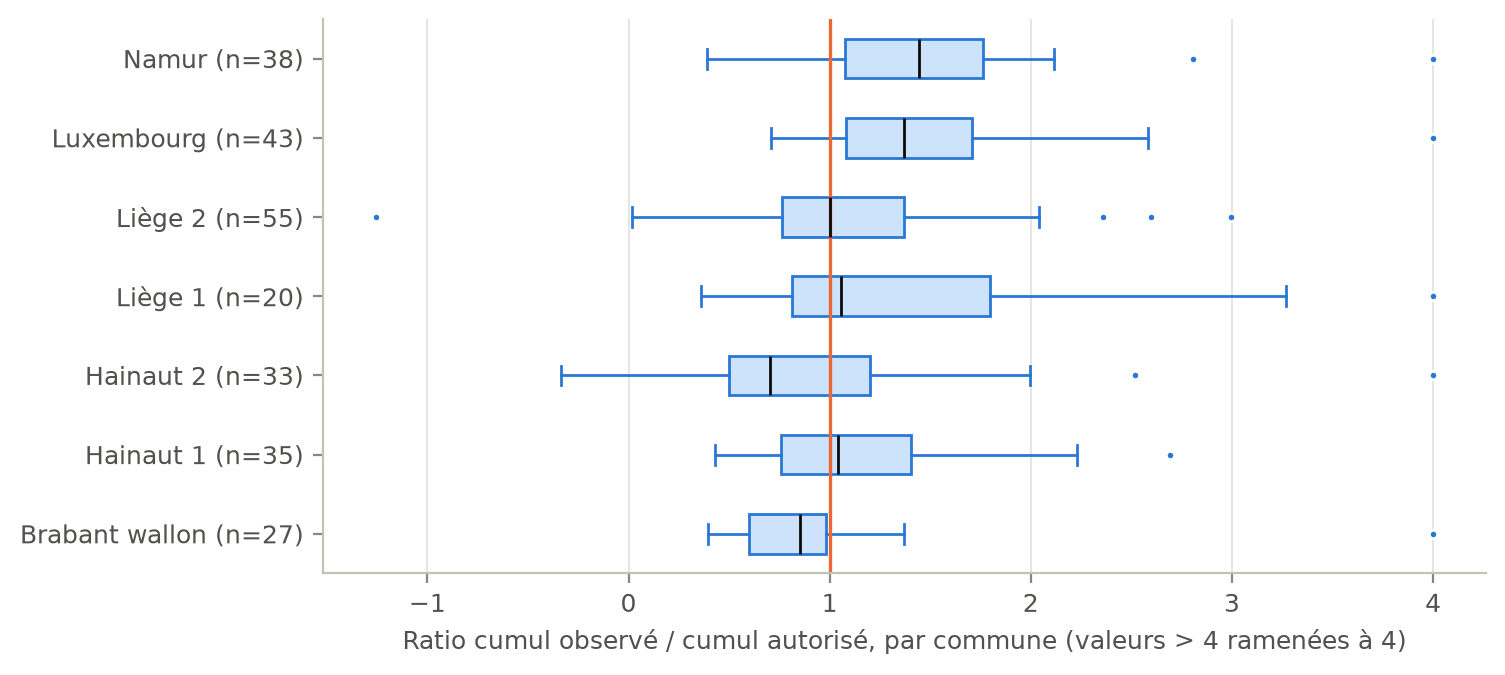 Namur (n=38)
Luxembourg (n=43)
Liège 2 (n=55)
Liège 1 (n=20)
Hainaut 2 (n=33)
Hainaut 1 (n=35)
Brabant wallon (n=27)
−1 0 1 2 3 4
Ratio cumul observé / cumul autorisé, par commune (valeurs > 4 ramenées à 4)